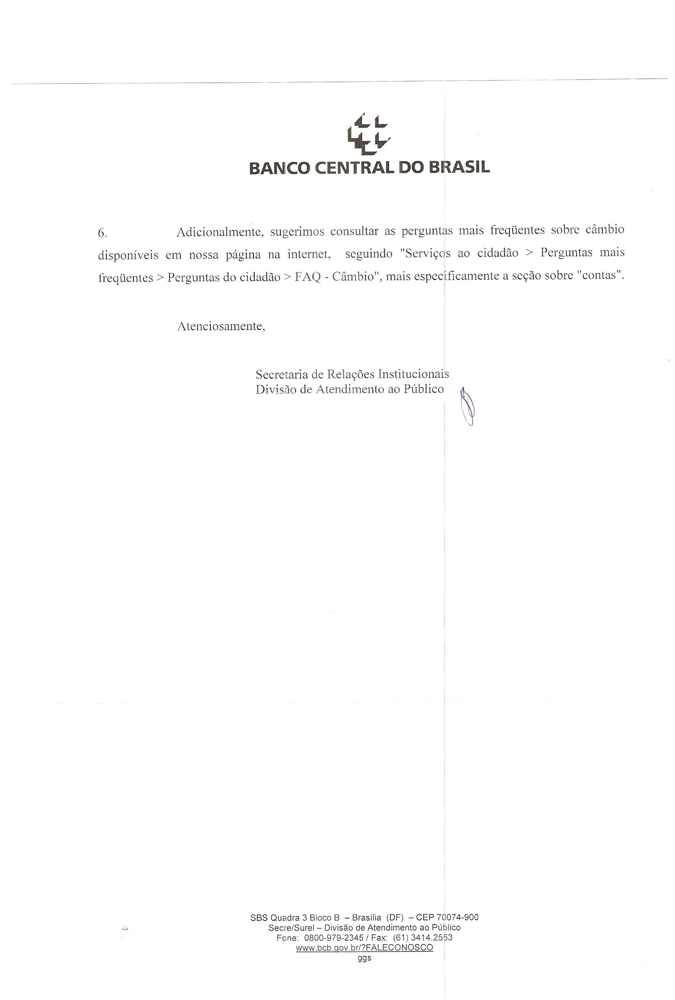 BANCO CENTRAL DO BRASIL
6. Adicionalmente, sugerimos consultar as perguntas mais freqüentes sobre câmbio
disponíveis em nossa página na internet, seguindo "Serviços ao cidadão > Perguntas mais
freqüentes > Perguntas do cidadão > FAQ - Câmbio", mais especificamente a seção sobre "contas".
Atenciosamente,
Secretaria de Relações Institucionais
Divisão de Atendimento ao Público
SBS Quadra 3 Bloco B – Brasília (DF) – CEP 70074-900
Secre/Surel – Divisão de Atendimento ao Público
Fone: 0800-979-2345 / Fax: (61) 3414.2553
www.bcb.gov.br/?FALECONOSCO
ggs